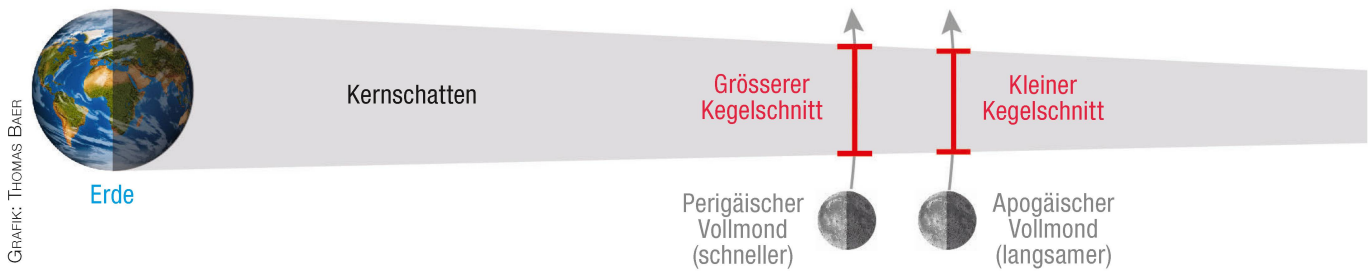 GRAFIK: THOMAS BAER
Erde
Kernschatten
Grösserer
Kegelschnitt
Kleiner
Kegelschnitt
Perigäischer
Vollmond
(schneller)
Apogäischer
Vollmond
(langsamer)